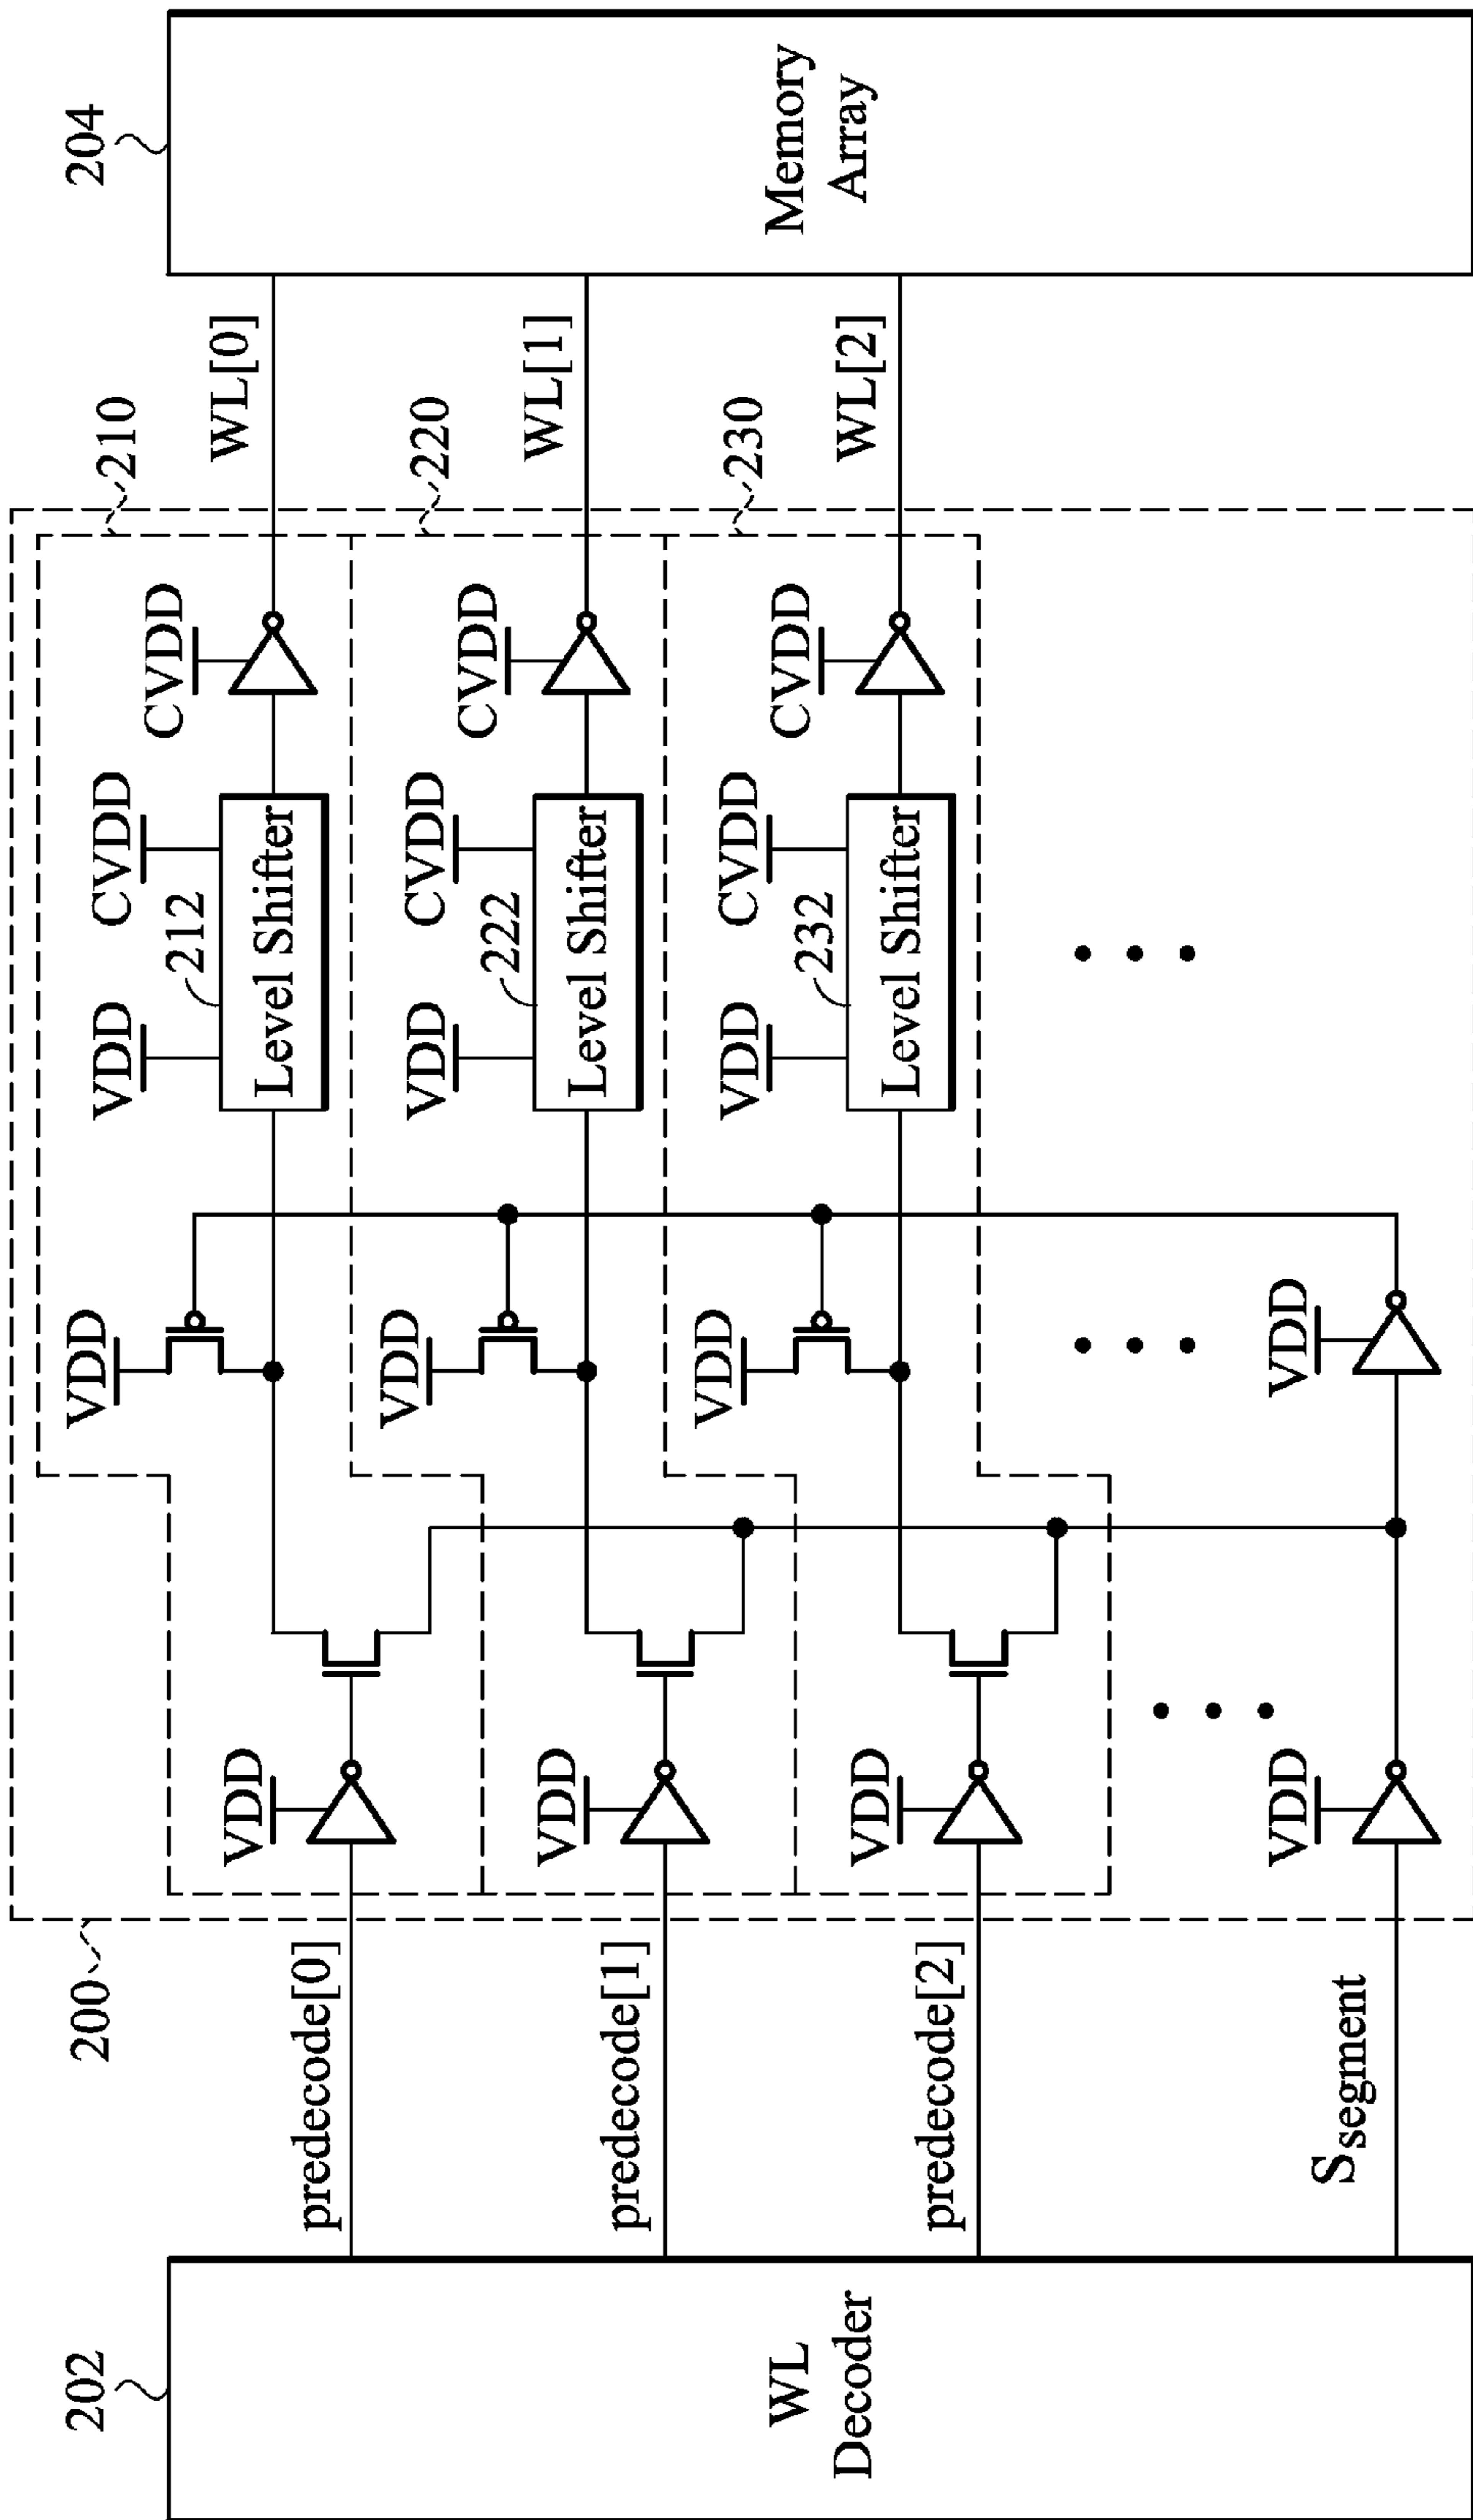 202
WL
Decoder
200
predecode[0]
predecode[1]
predecode[2]
Ssegment
VDD
VDD
VDD
VDD
VDD
VDD
VDD
VDD
VDD
CVDD
212
Level Shifter
CVDD
210
WL[0]
VDD
CVDD
222
Level Shifter
CVDD
220
WL[1]
VDD
CVDD
232
Level Shifter
CVDD
230
WL[2]
204
Memory
Array